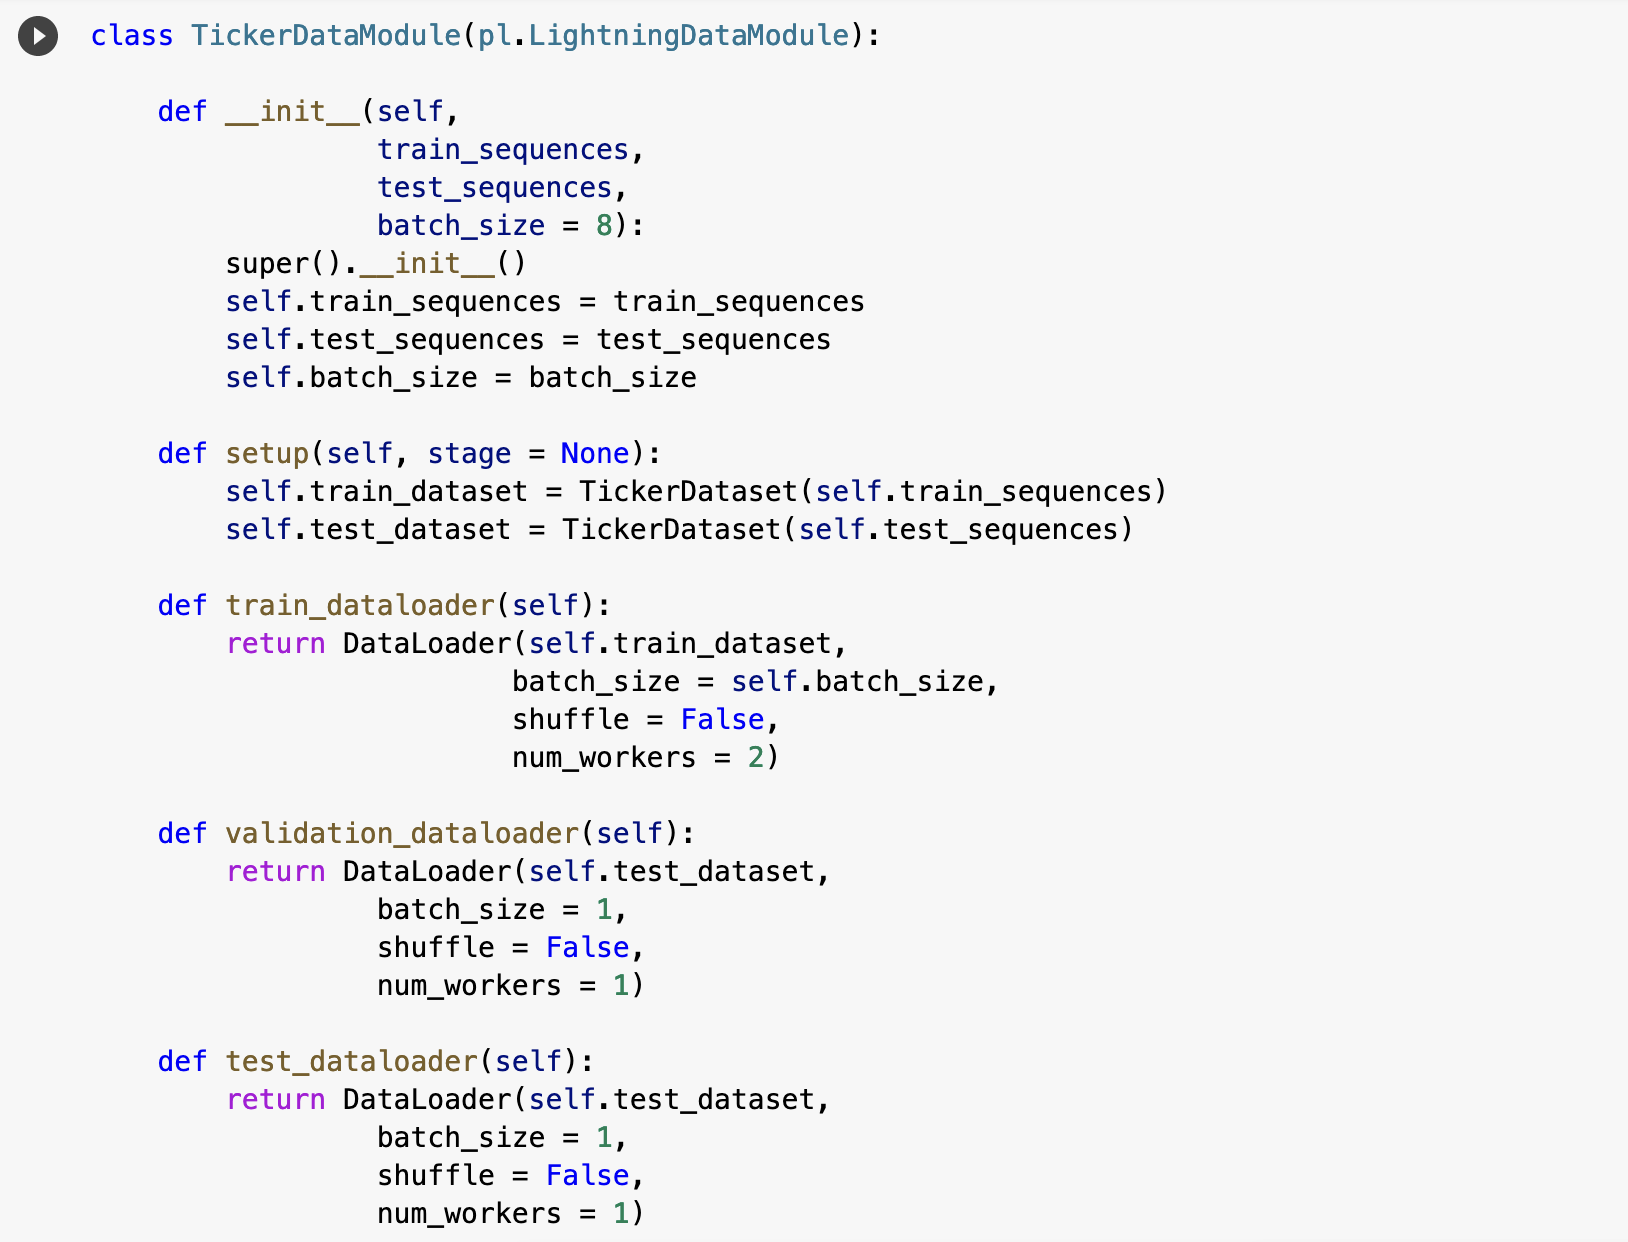 class TickerDataModule(pl.LightningDataModule):

    def __init__(self,
                 train_sequences,
                 test_sequences,
                 batch_size = 8):
        super().__init__()
        self.train_sequences = train_sequences
        self.test_sequences = test_sequences
        self.batch_size = batch_size

    def setup(self, stage = None):
        self.train_dataset = TickerDataset(self.train_sequences)
        self.test_dataset = TickerDataset(self.test_sequences)

    def train_dataloader(self):
        return DataLoader(self.train_dataset,
                         batch_size = self.batch_size,
                         shuffle = False,
                         num_workers = 2)

    def validation_dataloader(self):
        return DataLoader(self.test_dataset,
                 batch_size = 1,
                 shuffle = False,
                 num_workers = 1)

    def test_dataloader(self):
        return DataLoader(self.test_dataset,
                 batch_size = 1,
                 shuffle = False,
                 num_workers = 1)